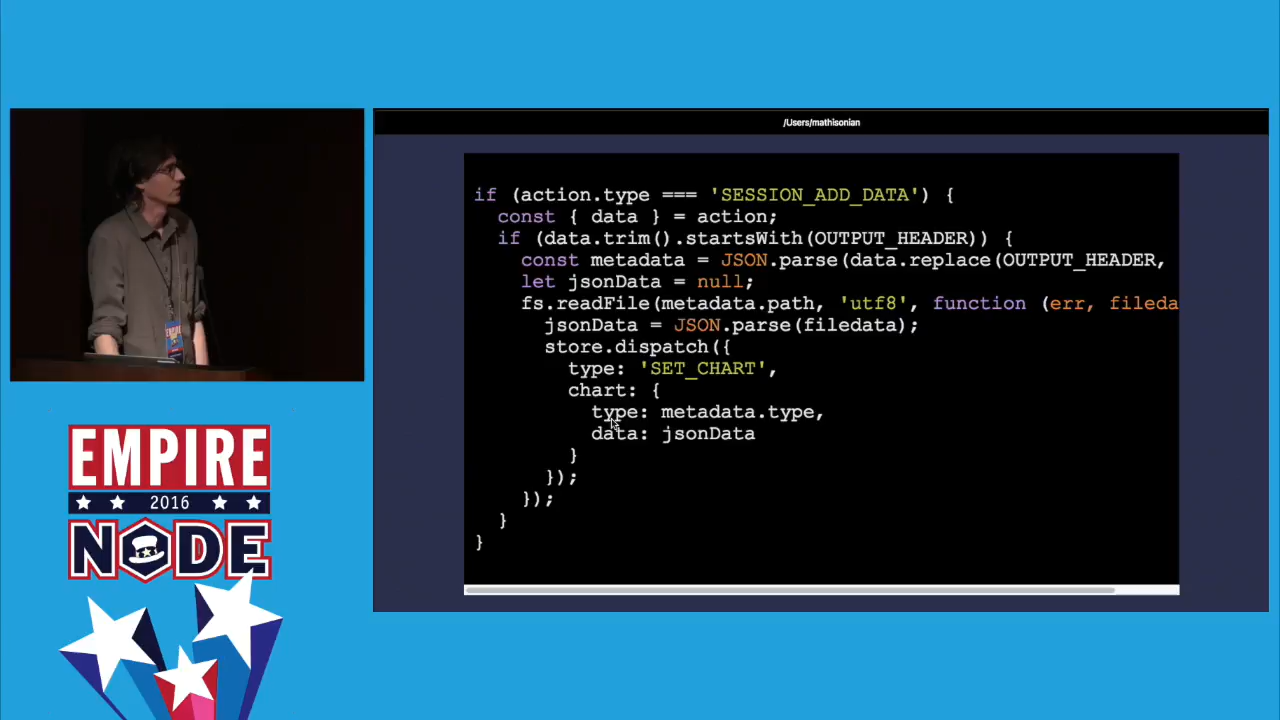 /Users/mathisonian
if (action.type === 'SESSION_ADD_DATA') {
const { data } = action;
if (data.trim().startsWith(OUTPUT_HEADER)) {
const metadata = JSON.parse(data.replace(OUTPUT_HEADER,
let jsonData = null;
fs.readFile(metadata.path, 'utf8', function (err, fileda
jsonData = JSON.parse(filedata);
store.dispatch({
type: 'SET_CHART',
chart: {
type: metadata.type,
data: jsonData
}
});
});
}
}
EMPIRE
2016
NODE
EMPIRE